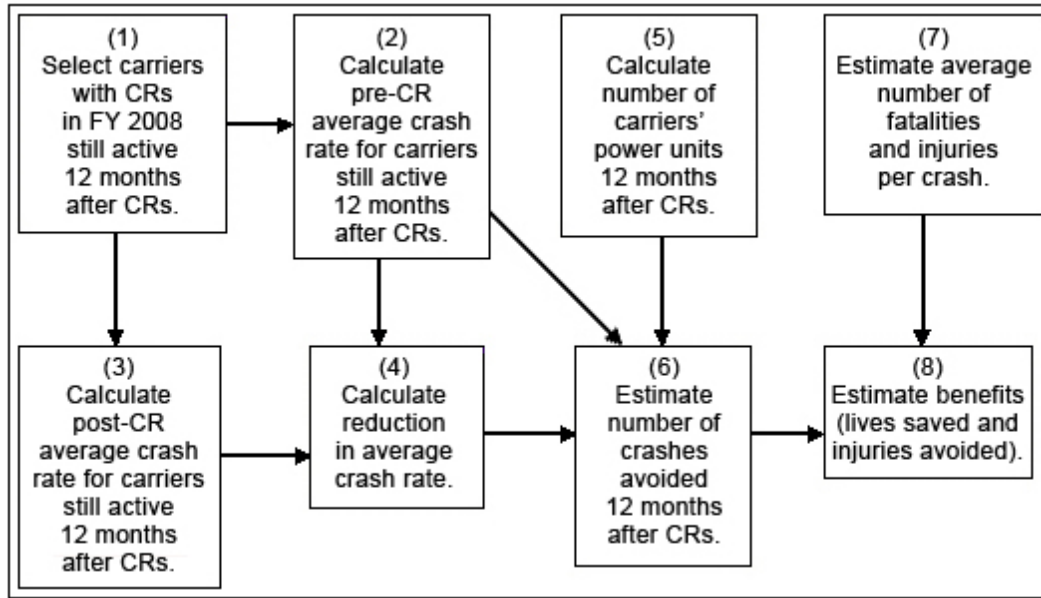 (1)
Select carriers
with CRs
in FY 2008
still active
12 months
after CRs.
(2)
Calculate
pre-CR
average crash
rate for carriers
still active
12 months
after CRs.
(5)
Calculate
number of
carriers'
power units
12 months
after CRs.
(7)
Estimate average
number of
fatalities
and injuries
per crash.
(3)
Calculate
post-CR
average crash
rate for carriers
still active
12 months
after CRs.
(4)
Calculate
reduction
in average
crash rate.
(6)
Estimate
number of
crashes
avoided
12 months
after CRs.
(8)
Estimate benefits
(lives saved and
injuries avoided).